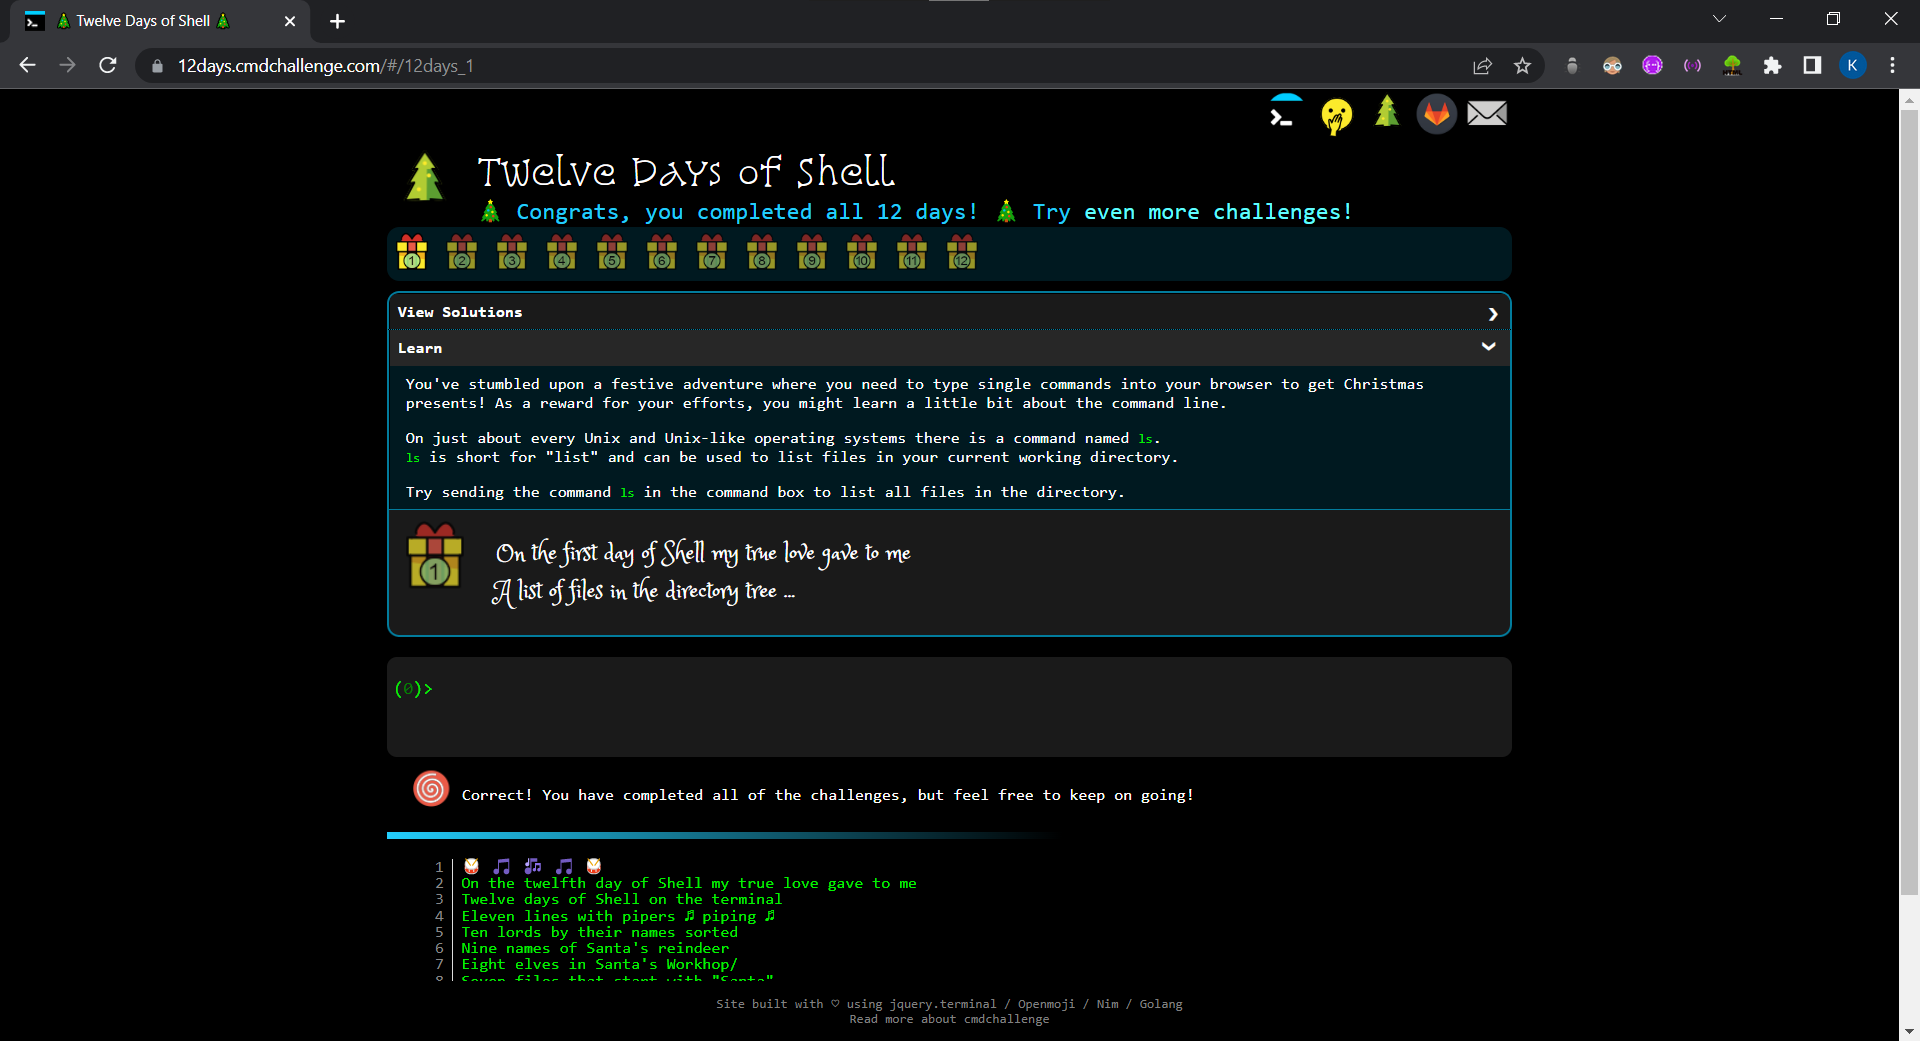 🎄 Twelve Days of Shell 🎄
12days.cmdchallenge.com/#/12days_1
K
Twelve Days of Shell
🎄 Congrats, you completed all 12 days! 🎄 Try even more challenges!
1 2 3 4 5 6 7 8 9 10 11 12
View Solutions
Learn
You've stumbled upon a festive adventure where you need to type single commands into your browser to get Christmas
presents! As a reward for your efforts, you might learn a little bit about the command line.
On just about every Unix and Unix-like operating systems there is a command named ls.
ls is short for "list" and can be used to list files in your current working directory.
Try sending the command ls in the command box to list all files in the directory.
1
On the first day of Shell my true love gave to me
A list of files in the directory tree ...
(0)>
Correct! You have completed all of the challenges, but feel free to keep on going!
1 🥁 🎵 🎶 🎵 🥁
2 On the twelfth day of Shell my true love gave to me
3 Twelve days of Shell on the terminal
4 Eleven lines with pipers ♬ piping ♬
5 Ten lords by their names sorted
6 Nine names of Santa's reindeer
7 Eight elves in Santa's Workhop/
8 Seven files that start with "Santa"
Site built with ♡ using jquery.terminal / Openmoji / Nim / Golang
Read more about cmdchallenge